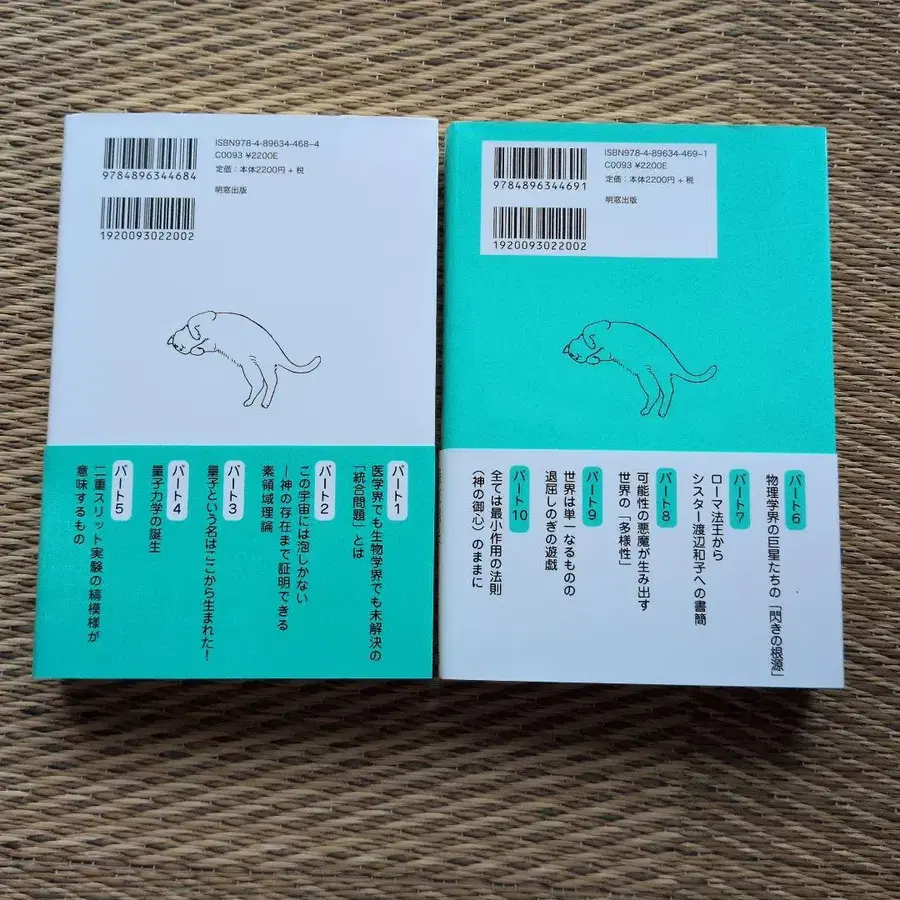 ISBN978-4-89634-468-4
C0093 ¥2200E
定価：本体2200円+税
9784896344684
明窓出版
1920093022002
パート1
医学界でも生物学界でも未解決の
「統合問題」とは
パート2
この宇宙には泡しかない
―神の存在まで証明できる
素領域理論
パート3
量子という名はここから生まれた！
パート4
量子力学の誕生
パート5
二重スリット実験の縞模様が
意味するもの
ISBN978-4-89634-469-1
C0093 ¥2200E
定価：本体2200円+税
9784896344691
明窓出版
1920093022002
パート6
物理学界の巨星たちの「閃きの根源」
パート7
ローマ法王から
シスター渡辺和子への書簡
パート8
可能性の悪魔が生み出す
世界の「多様性」
パート9
世界は単一なるものの
退屈しのぎの遊戯
パート10
全ては最小作用の法則
（神の御心）のままに